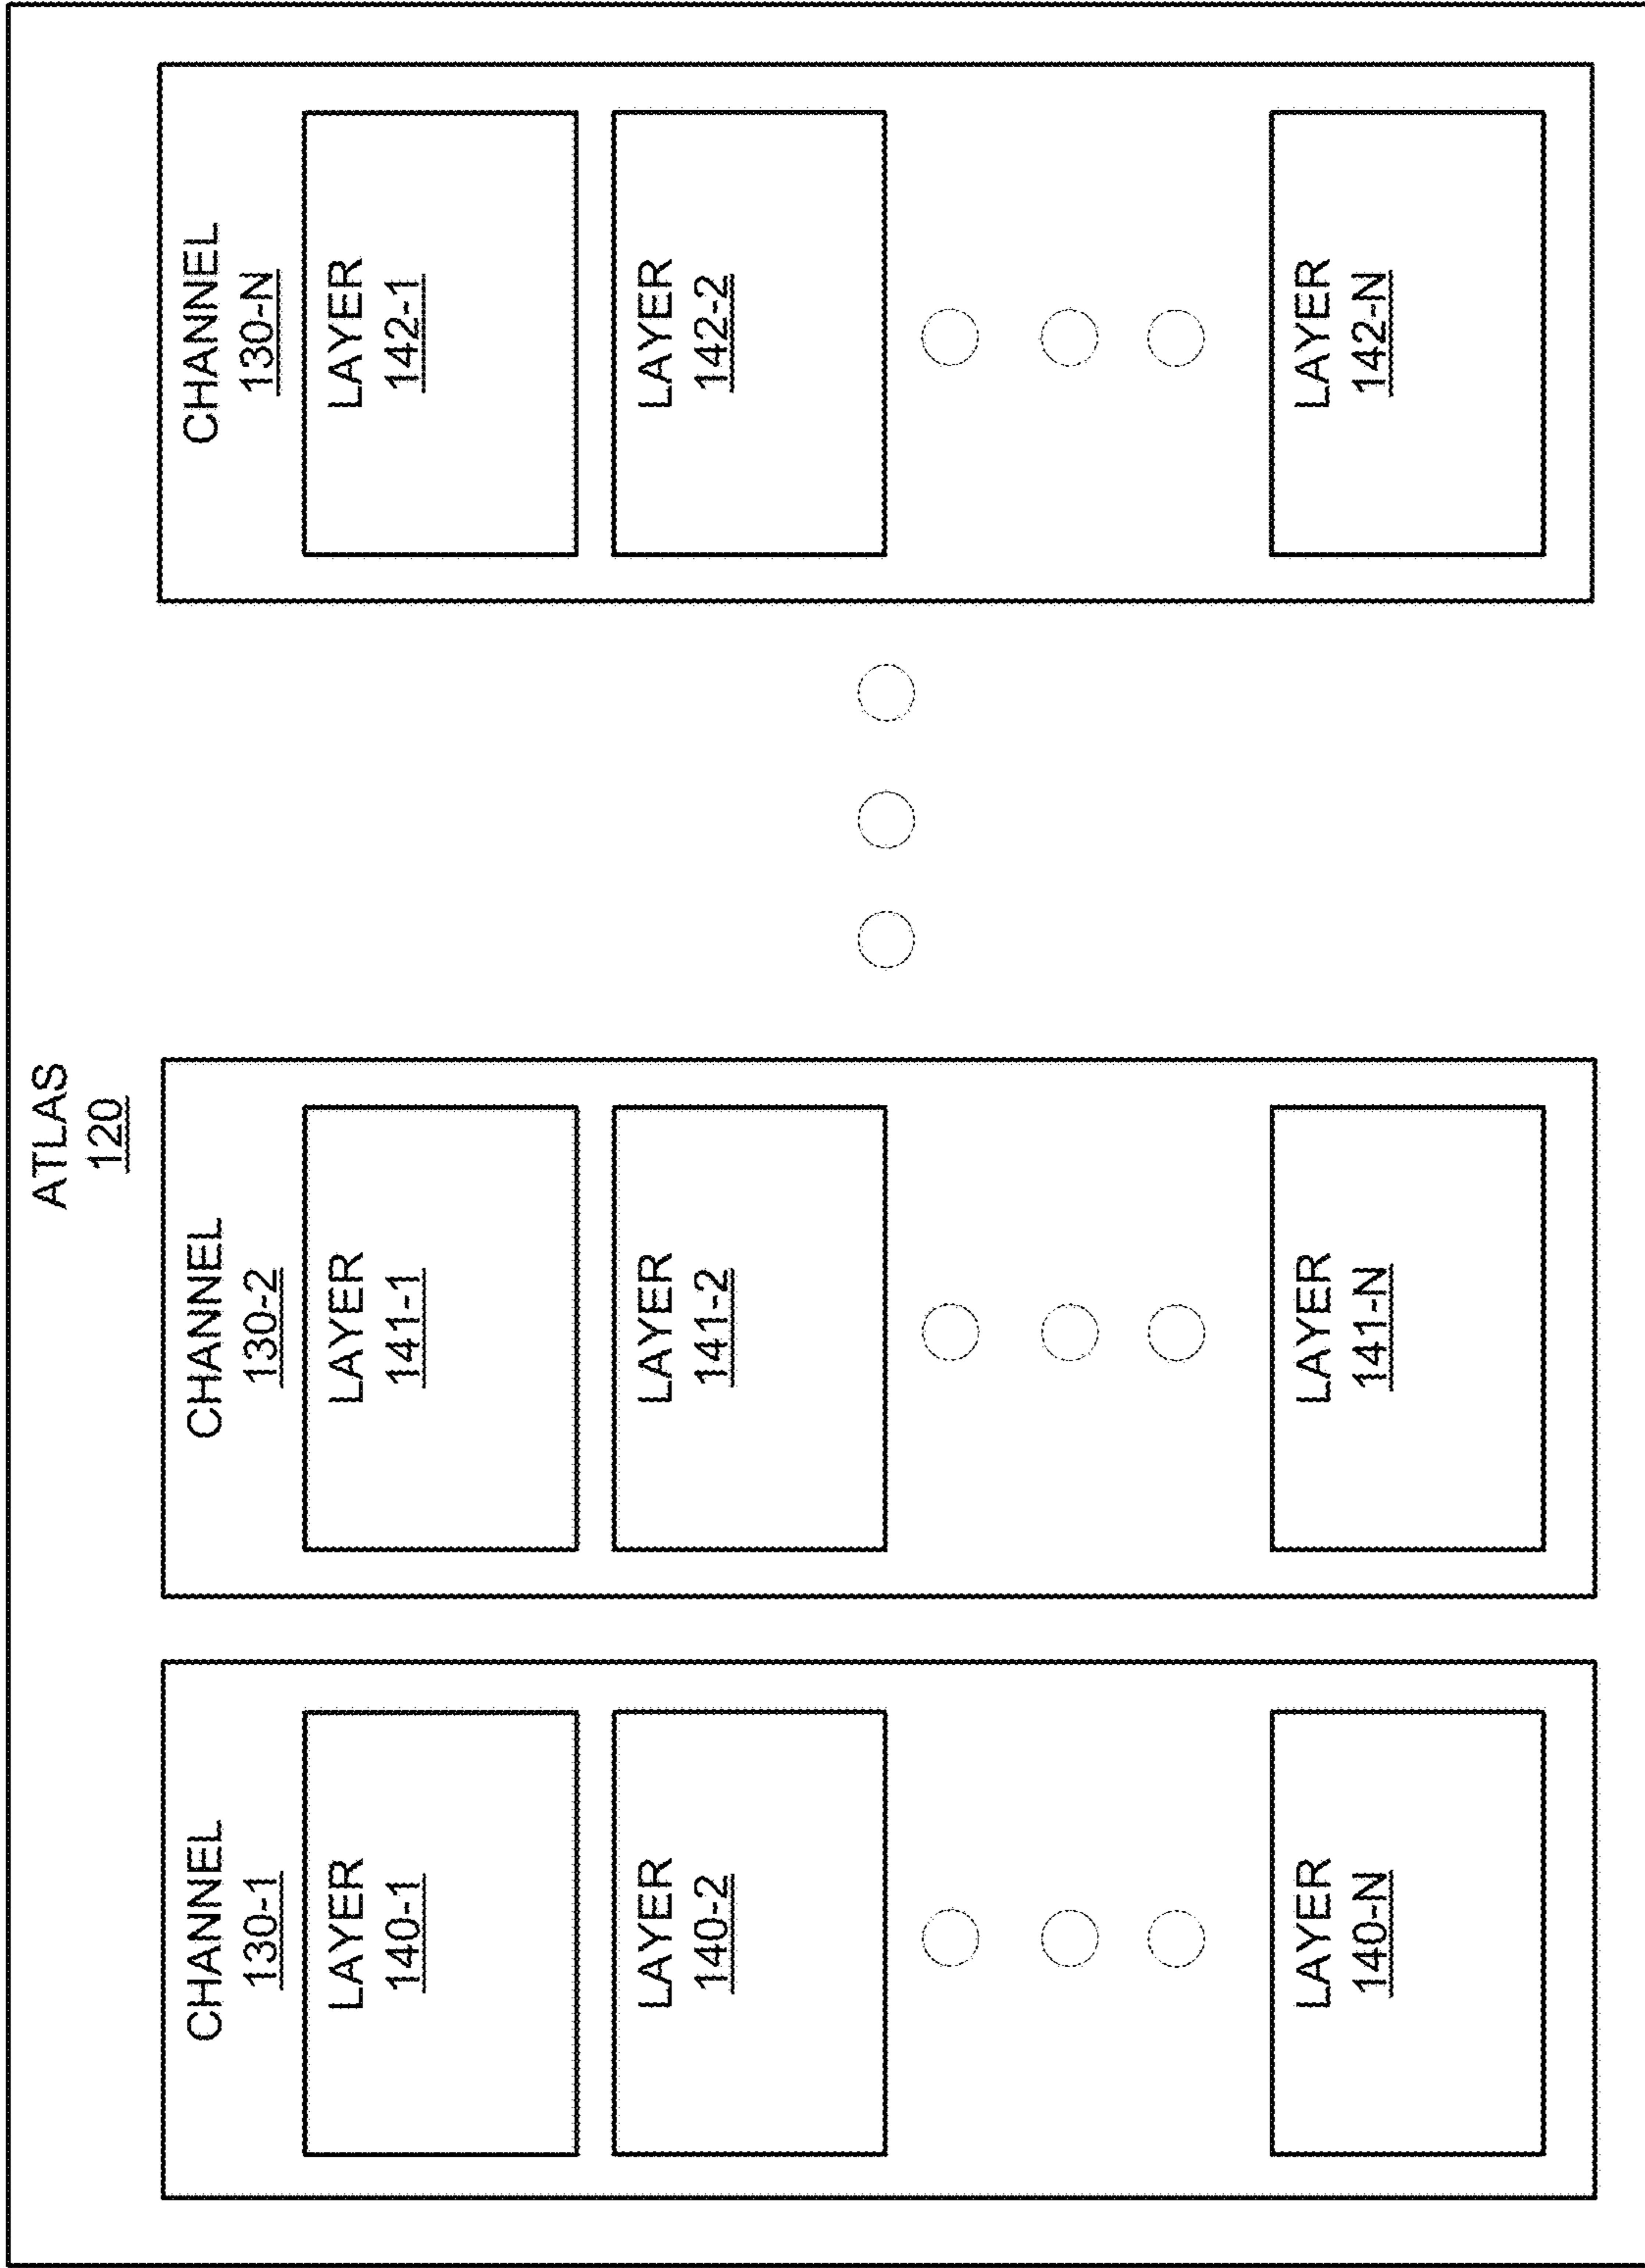 ATLAS
120
CHANNEL
130-1
LAYER
140-1
LAYER
140-2
LAYER
140-N
CHANNEL
130-2
LAYER
141-1
LAYER
141-2
LAYER
141-N
CHANNEL
130-N
LAYER
142-1
LAYER
142-2
LAYER
142-N